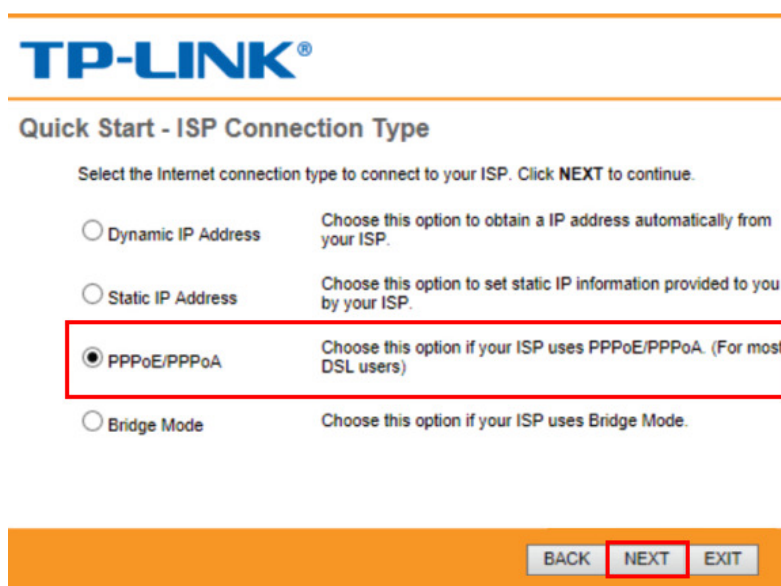 TP-LINK®
Quick Start - ISP Connection Type
Select the Internet connection type to connect to your ISP. Click NEXT to continue.
Dynamic IP Address
Choose this option to obtain a IP address automatically from
your ISP.
Static IP Address
Choose this option to set static IP information provided to you
by your ISP.
PPPoE/PPPoA
Choose this option if your ISP uses PPPoE/PPPoA. (For most
DSL users)
Bridge Mode
Choose this option if your ISP uses Bridge Mode.
BACK NEXT EXIT